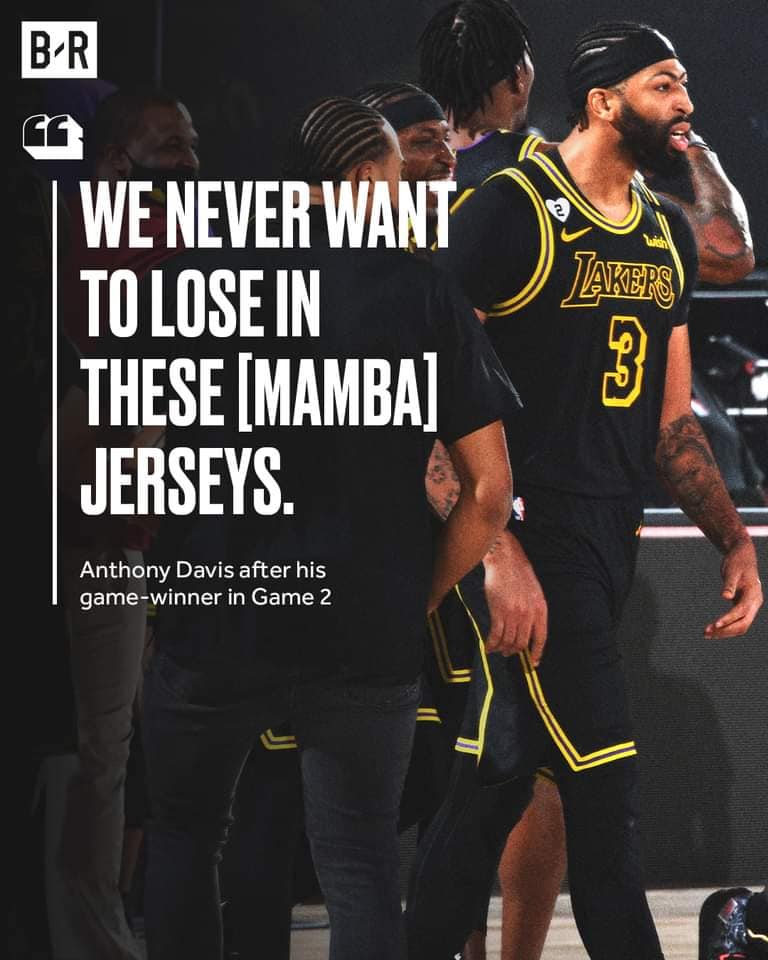 B/R
WE NEVER WANT
TO LOSE IN
THESE [MAMBA]
JERSEYS.
Anthony Davis after his
game-winner in Game 2
2
wish
LAKERS
3